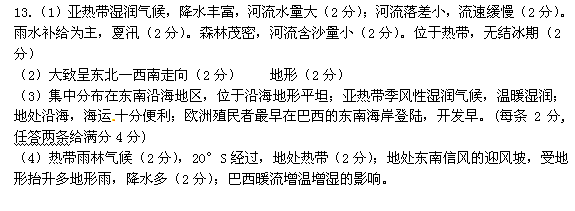 13.（1）亚热带湿润气候，降水丰富，河流水量大（2 分）；河流落差小，流速缓慢（2 分）。
雨水补给为主，夏汛（2 分）。森林茂密，河流含沙量小（2 分）。位于热带，无结冰期（2
分）
（2）大致呈东北一西南走向（2 分） 地形（2 分）
（3）集中分布在东南沿海地区，位于沿海地形平坦；亚热带季风性湿润气候，温暖湿润；
地处沿海，海运十分便利；欧洲殖民者最早在巴西的东南海岸登陆，开发早。(每条 2 分,
任答两条给满分 4 分）
（4）热带雨林气候（2 分），20° S 经过，地处热带（2 分）；地处东南信风的迎风坡，受地
形抬升多地形雨，降水多（2 分）；巴西暖流增温增湿的影响。